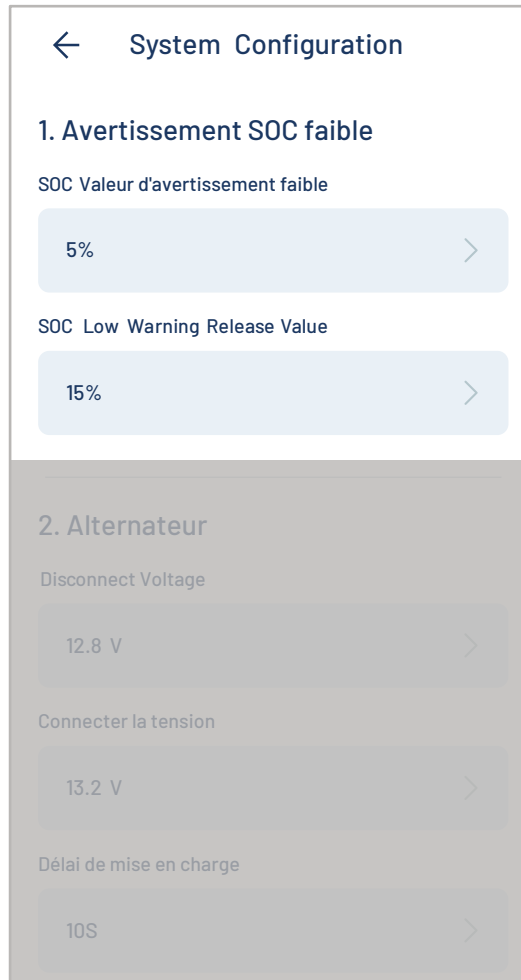 System Configuration
1. Avertissement SOC faible
SOC Valeur d'avertissement faible
5%
SOC Low Warning Release Value
15%
2. Alternateur
Disconnect Voltage
12.8 V
Connecter la tension
13.2 V
Délai de mise en charge
10S